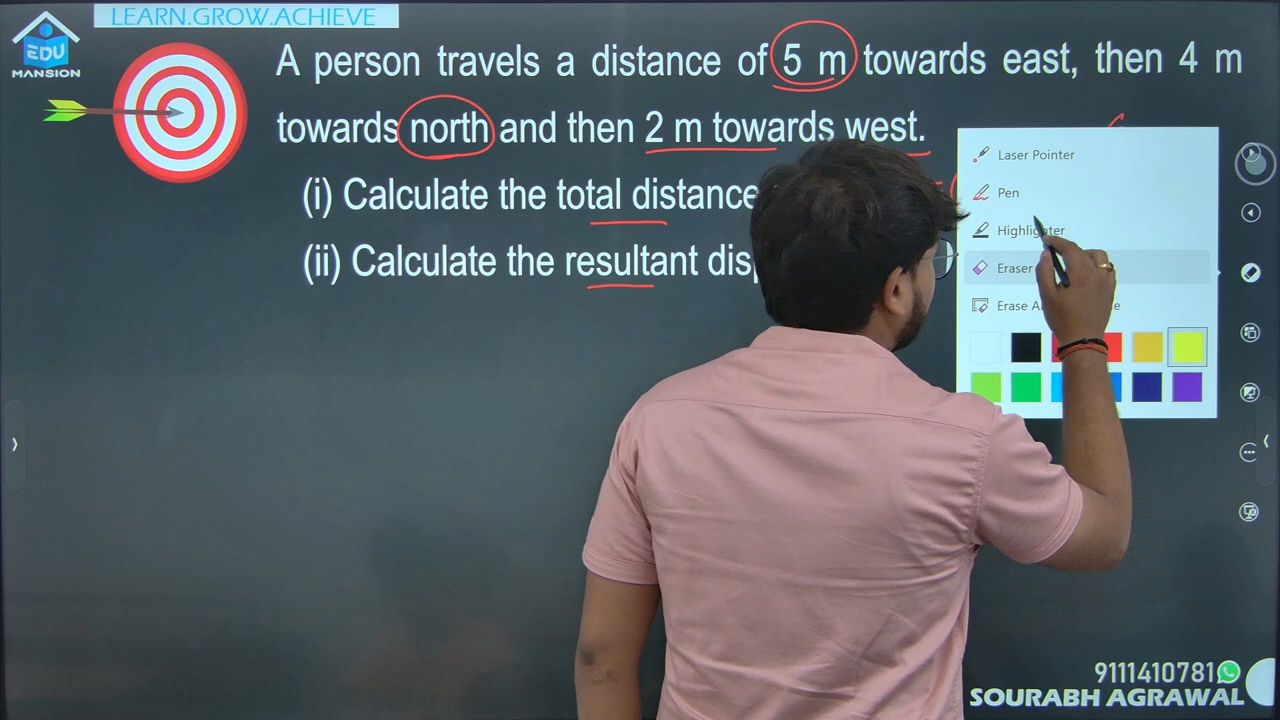 LEARN.GROW.ACHIEVE
EDU
MANSION
A person travels a distance of 5 m towards east, then 4 m
towards north and then 2 m towards west.
(i) Calculate the total distance
(ii) Calculate the resultant
Laser Pointer
Pen
Highlighter
Eraser
9111410781
SOURABH AGRAWAL